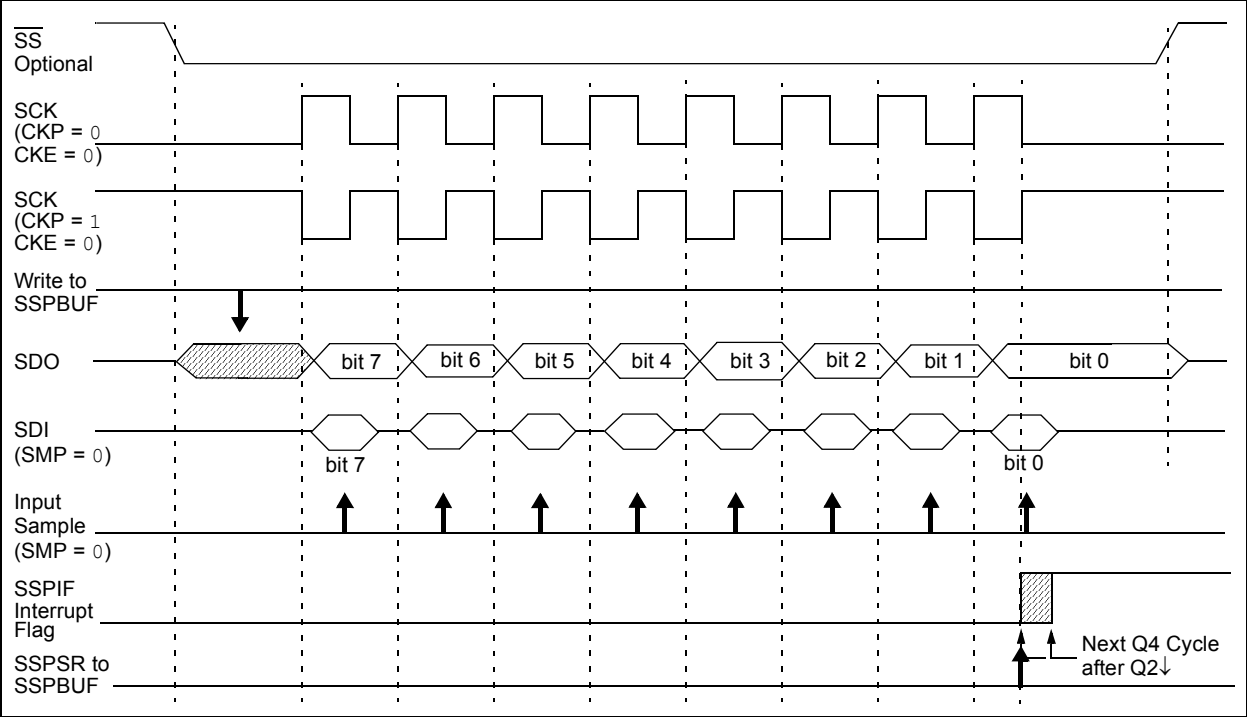 SS
Optional
SCK
(CKP = 0
CKE = 0)
SCK
(CKP = 1
CKE = 0)
Write to
SSPBUF
SDO
bit 7 bit 6 bit 5 bit 4 bit 3 bit 2 bit 1 bit 0
SDI
(SMP = 0)
bit 7 bit 0
Input
Sample
(SMP = 0)
SSPIF
Interrupt
Flag
Next Q4 Cycle
after Q2↓
SSPSR to
SSPBUF